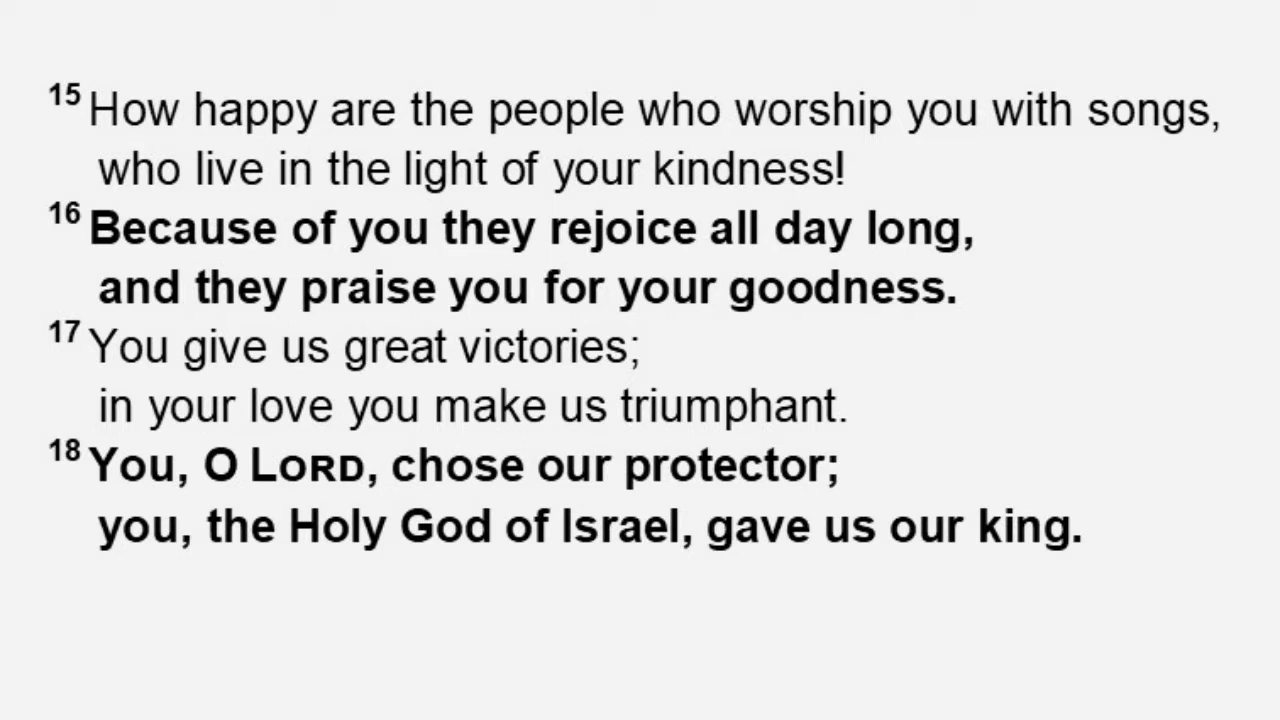 15 How happy are the people who worship you with songs,
who live in the light of your kindness!
16 Because of you they rejoice all day long,
and they praise you for your goodness.
17 You give us great victories;
in your love you make us triumphant.
18 You, O LORD, chose our protector;
you, the Holy God of Israel, gave us our king.